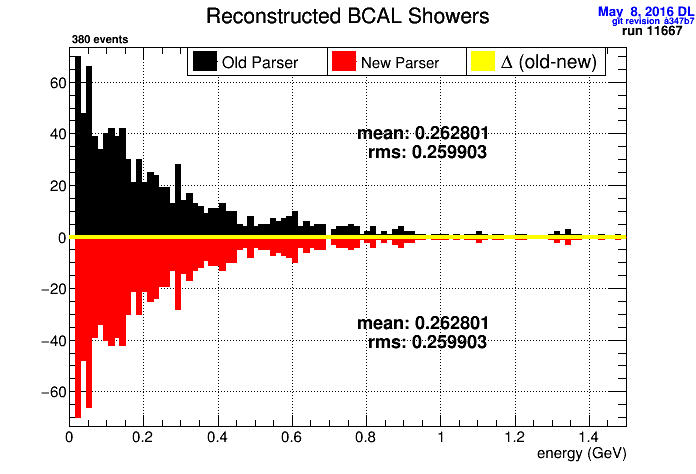 Reconstructed BCAL Showers
May 8, 2016 DL
git revision a347b7
run 11667
380 events
Old Parser
New Parser
Δ (old-new)
60
40
20
0
−20
−40
−60
mean: 0.262801
rms: 0.259903
mean: 0.262801
rms: 0.259903
0 0.2 0.4 0.6 0.8 1 1.2 1.4
energy (GeV)